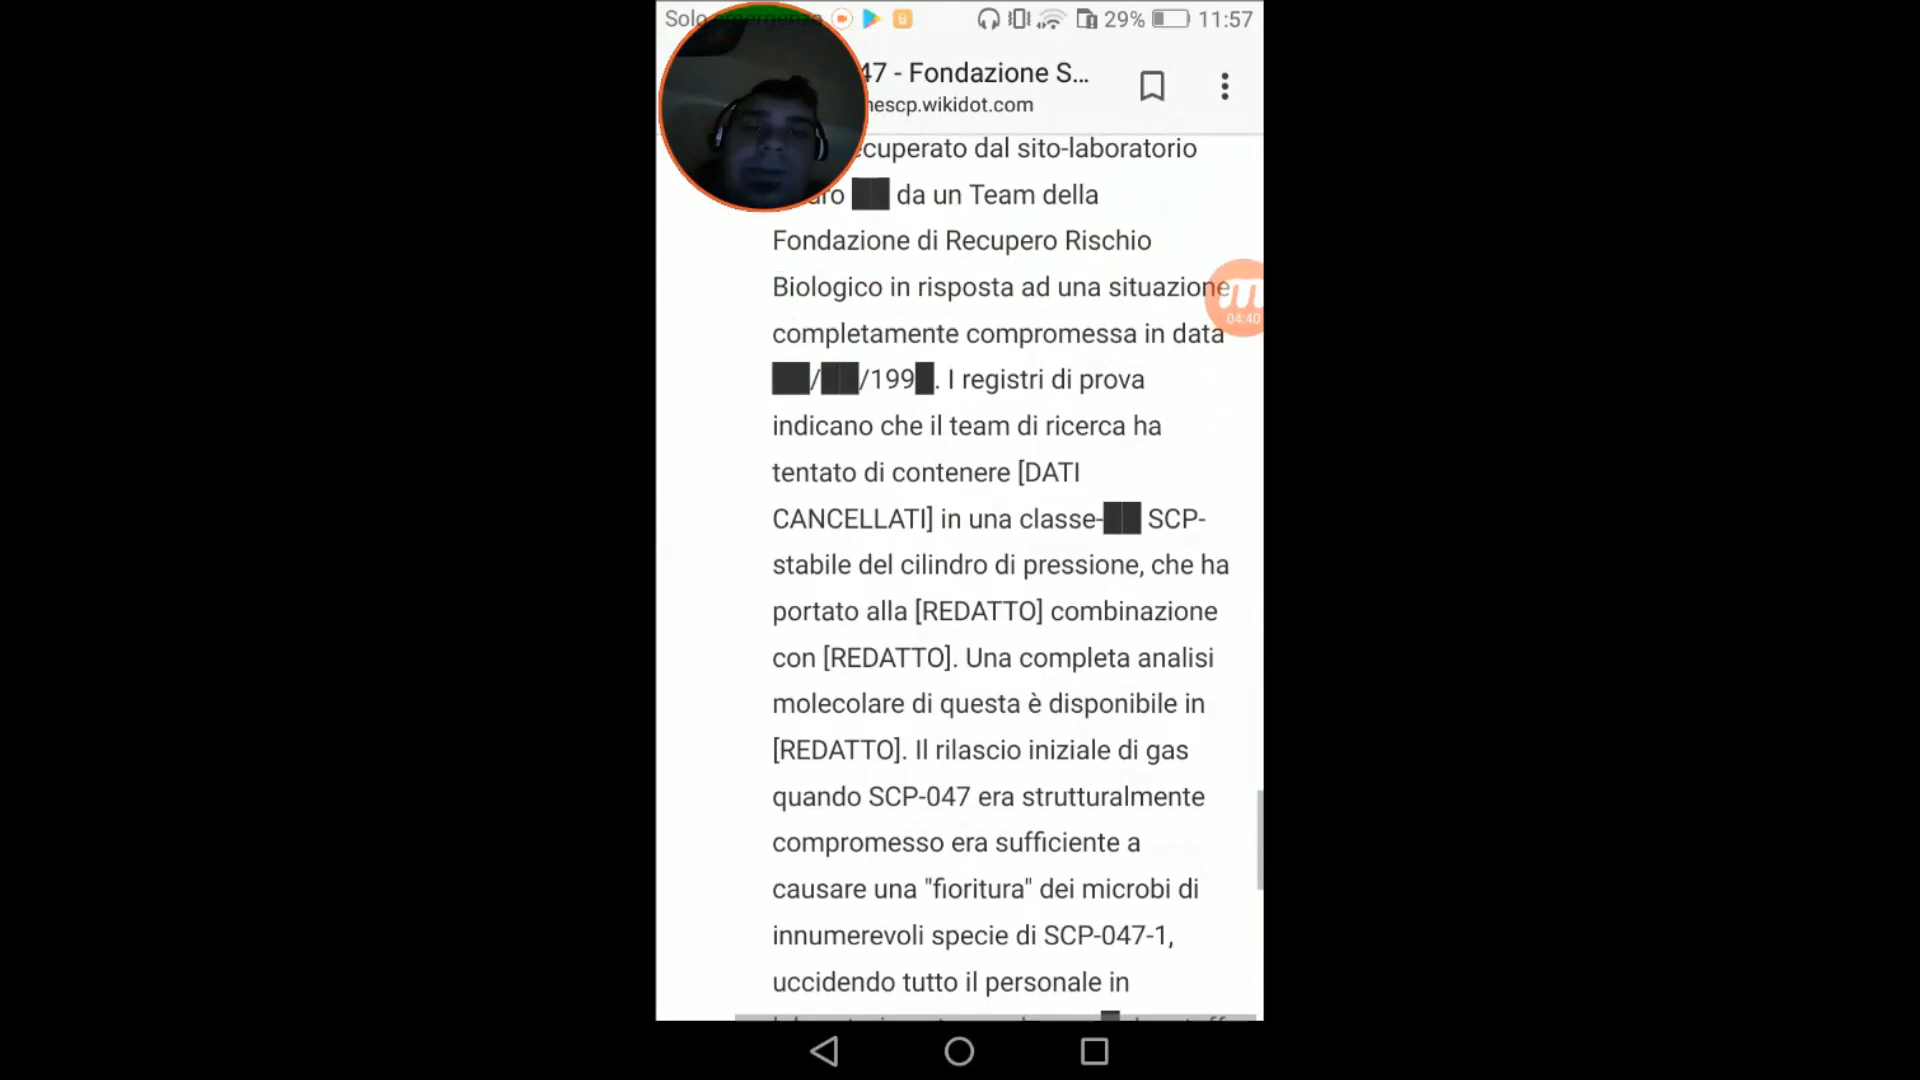 Solo emergenza 29% 11:57
47 - Fondazione S...
nescp.wikidot.com
ecuperato dal sito-laboratorio
██ da un Team della
Fondazione di Recupero Rischio
Biologico in risposta ad una situazione
04:40
completamente compromessa in data
██/██/199█. I registri di prova
indicano che il team di ricerca ha
tentato di contenere [DATI
CANCELLATI] in una classe-██ SCP-
stabile del cilindro di pressione, che ha
portato alla [REDATTO] combinazione
con [REDATTO]. Una completa analisi
molecolare di questa è disponibile in
[REDATTO]. Il rilascio iniziale di gas
quando SCP-047 era strutturalmente
compromesso era sufficiente a
causare una "fioritura" dei microbi di
innumerevoli specie di SCP-047-1,
uccidendo tutto il personale in